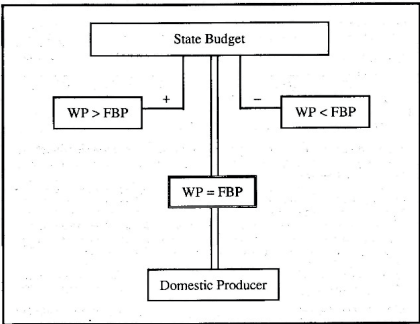 State Budget
+
−
WP > FBP
WP < FBP
WP = FBP
Domestic Producer